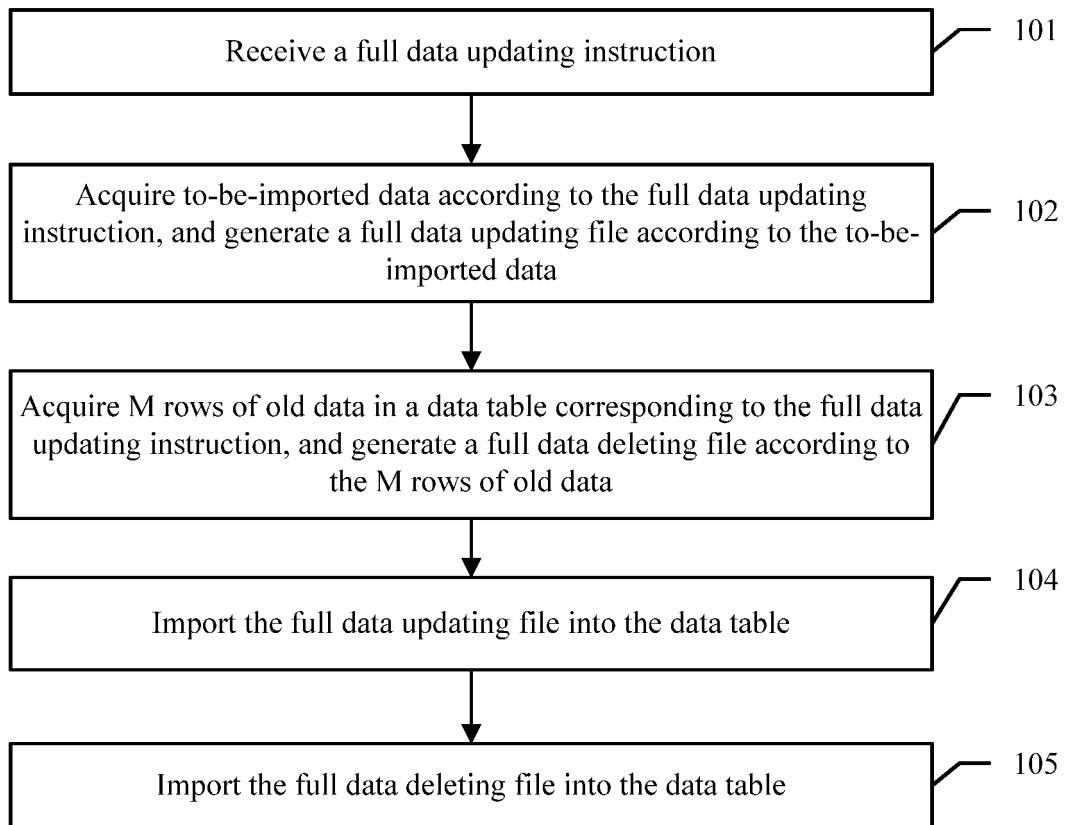 Receive a full data updating instruction
101
Acquire to-be-imported data according to the full data updating
instruction, and generate a full data updating file according to the to-be-
imported data
102
Acquire M rows of old data in a data table corresponding to the full data
updating instruction, and generate a full data deleting file according to
the M rows of old data
103
Import the full data updating file into the data table
104
Import the full data deleting file into the data table
105